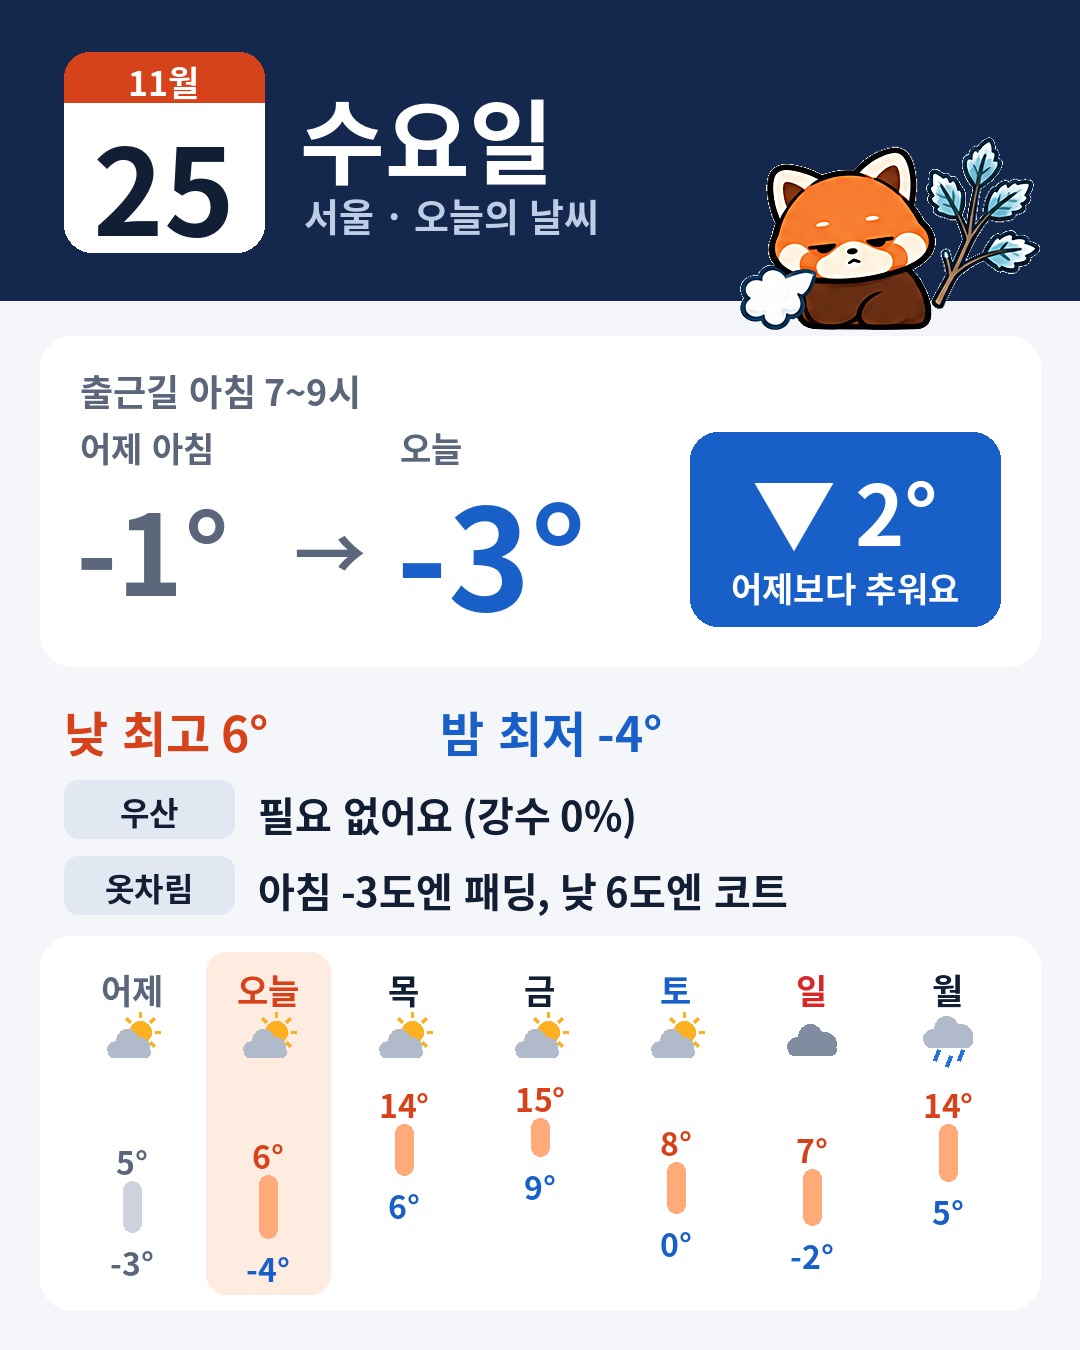 11월
25
수요일
서울 · 오늘의 날씨
출근길 아침 7~9시
어제 아침
오늘
-1° → -3°
▼ 2°
어제보다 추워요
낮 최고 6°
밤 최저 -4°
우산
필요 없어요 (강수 0%)
옷차림
아침 -3도엔 패딩, 낮 6도엔 코트
어제 오늘 목 금 토 일 월
5° 6° 14° 15° 8° 7° 14°
-3° -4° 6° 9° 0° -2° 5°